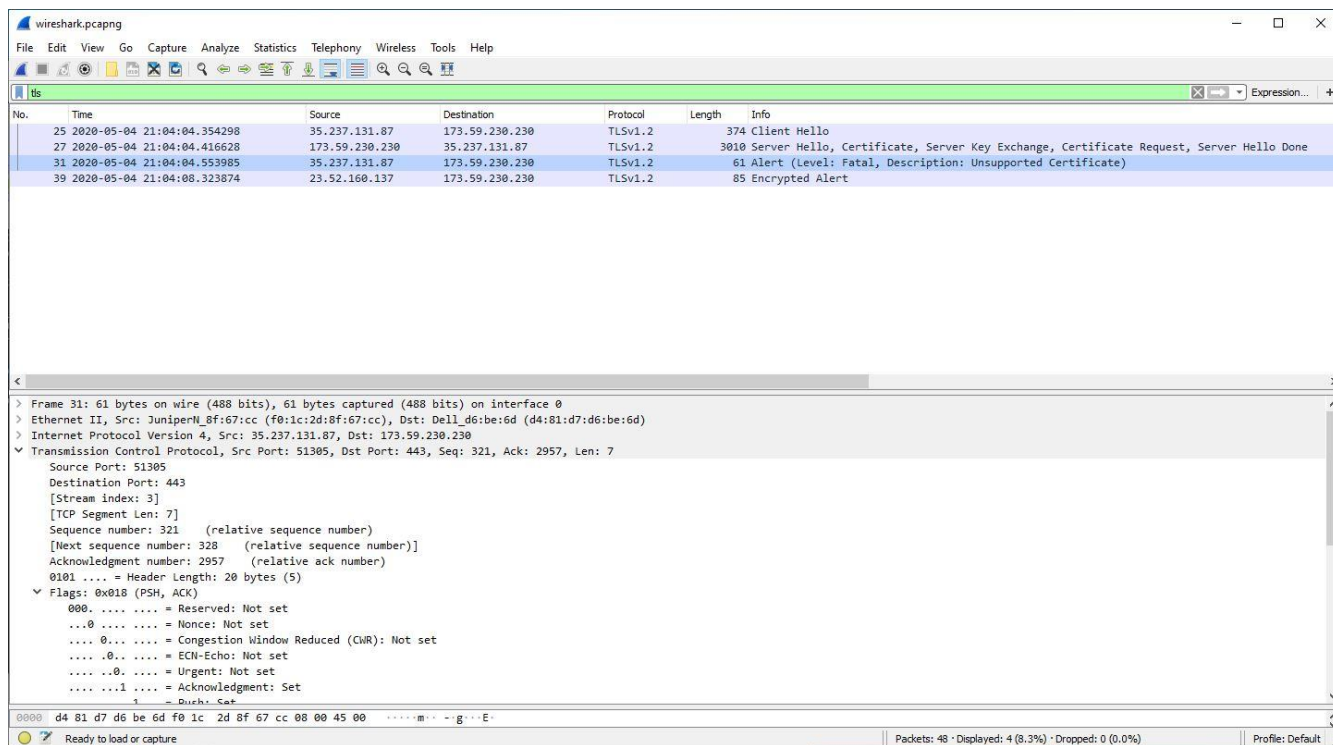 wireshark.pcapng
File Edit View Go Capture Analyze Statistics Telephony Wireless Tools Help
tls Expression... +
No. Time Source Destination Protocol Length Info
25 2020-05-04 21:04:04.354298 35.237.131.87 173.59.230.230 TLSv1.2 374 Client Hello
27 2020-05-04 21:04:04.416628 173.59.230.230 35.237.131.87 TLSv1.2 3010 Server Hello, Certificate, Server Key Exchange, Certificate Request, Server Hello Done
31 2020-05-04 21:04:04.553985 35.237.131.87 173.59.230.230 TLSv1.2 61 Alert (Level: Fatal, Description: Unsupported Certificate)
39 2020-05-04 21:04:08.323874 23.52.160.137 173.59.230.230 TLSv1.2 85 Encrypted Alert
> Frame 31: 61 bytes on wire (488 bits), 61 bytes captured (488 bits) on interface 0
> Ethernet II, Src: JuniperN_8f:67:cc (f0:1c:2d:8f:67:cc), Dst: Dell_d6:be:6d (d4:81:d7:d6:be:6d)
> Internet Protocol Version 4, Src: 35.237.131.87, Dst: 173.59.230.230
Transmission Control Protocol, Src Port: 51305, Dst Port: 443, Seq: 321, Ack: 2957, Len: 7
Source Port: 51305
Destination Port: 443
[Stream index: 3]
[TCP Segment Len: 7]
Sequence number: 321 (relative sequence number)
[Next sequence number: 328 (relative sequence number)]
Acknowledgment number: 2957 (relative ack number)
0101 .... = Header Length: 20 bytes (5)
Flags: 0x018 (PSH, ACK)
000. .... .... = Reserved: Not set
...0 .... .... = Nonce: Not set
.... 0... .... = Congestion Window Reduced (CWR): Not set
.... .0.. .... = ECN-Echo: Not set
.... ..0. .... = Urgent: Not set
.... ...1 .... = Acknowledgment: Set
1... = Push: Set
0000 d4 81 d7 d6 be 6d f0 1c 2d 8f 67 cc 08 00 45 00 ·····m·· -·g···E·
Ready to load or capture Packets: 48 · Displayed: 4 (8.3%) · Dropped: 0 (0.0%) Profile: Default